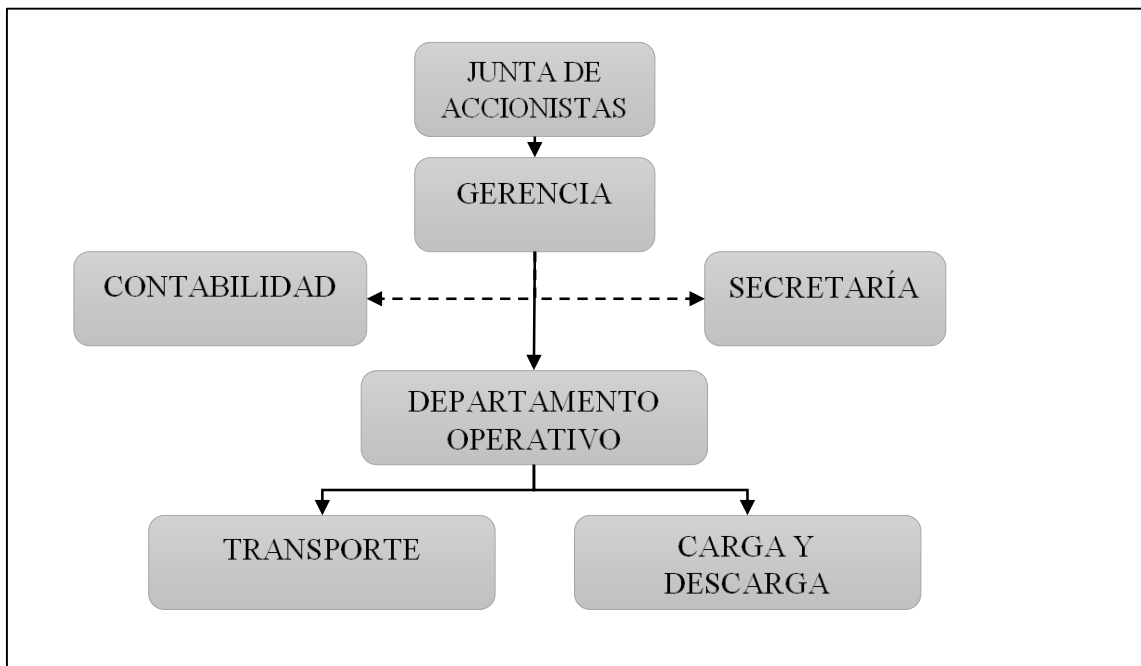 JUNTA DE
ACCIONISTAS
GERENCIA
CONTABILIDAD
SECRETARÍA
DEPARTAMENTO
OPERATIVO
TRANSPORTE
CARGA Y
DESCARGA